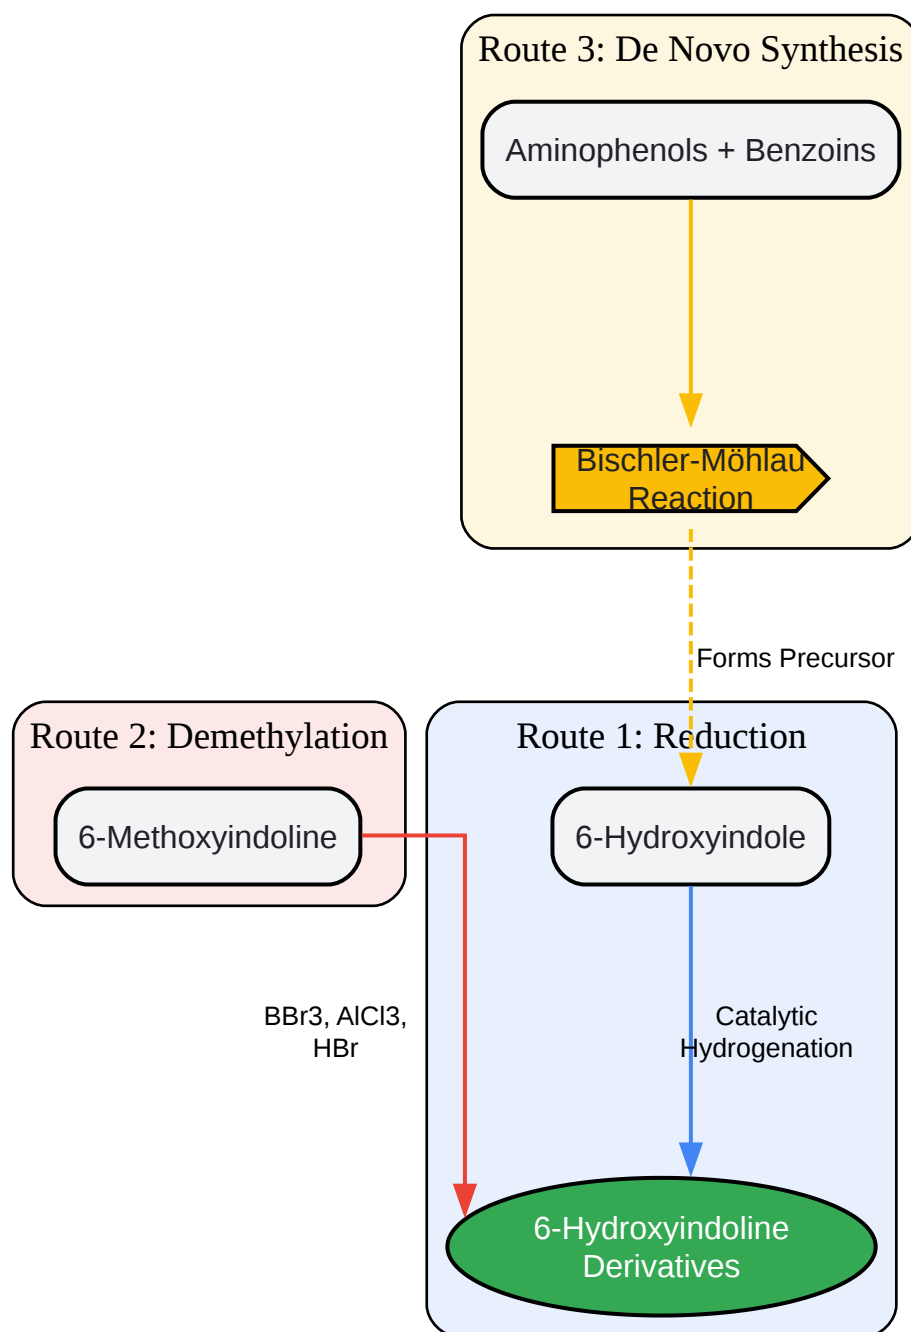 Route 3: De Novo Synthesis
Aminophenols + Benzoins
Bischler-Möhlau
Reaction
Forms Precursor
Route 2: Demethylation
6-Methoxyindoline
Route 1: Reduction
6-Hydroxyindole
BBr3, AlCl3,
HBr
Catalytic
Hydrogenation
6-Hydroxyindoline
Derivatives